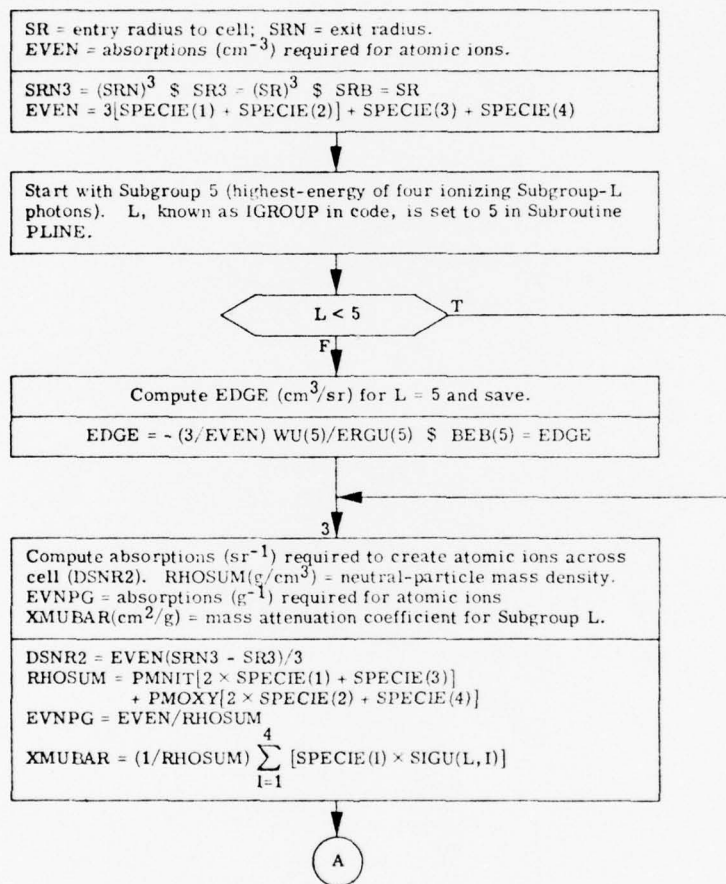 SR = entry radius to cell; SRN = exit radius.
EVEN = absorptions (cm⁻³) required for atomic ions.
SRN3 = (SRN)³ $ SR3 = (SR)³ $ SRB = SR
EVEN = 3[SPECIE(1) + SPECIE(2)] + SPECIE(3) + SPECIE(4)
Start with Subgroup 5 (highest-energy of four ionizing Subgroup-L
photons). L, known as IGROUP in code, is set to 5 in Subroutine
PLINE.
L < 5
T
F
Compute EDGE (cm³/sr) for L = 5 and save.
EDGE = - (3/EVEN) WU(5)/ERGU(5) $ BEB(5) = EDGE
3
Compute absorptions (sr⁻¹) required to create atomic ions across
cell (DSNR2). RHOSUM(g/cm³) = neutral-particle mass density.
EVNPG = absorptions (g⁻¹) required for atomic ions
XMUBAR(cm²/g) = mass attenuation coefficient for Subgroup L.
DSNR2 = EVEN(SRN3 - SR3)/3
RHOSUM = PMNIT[2 × SPECIE(1) + SPECIE(3)]
+ PMOXY[2 × SPECIE(2) + SPECIE(4)]
EVNPG = EVEN/RHOSUM
4
XMUBAR = (1/RHOSUM) ∑ [SPECIE(I) × SIGU(L, I)]
I=1
A